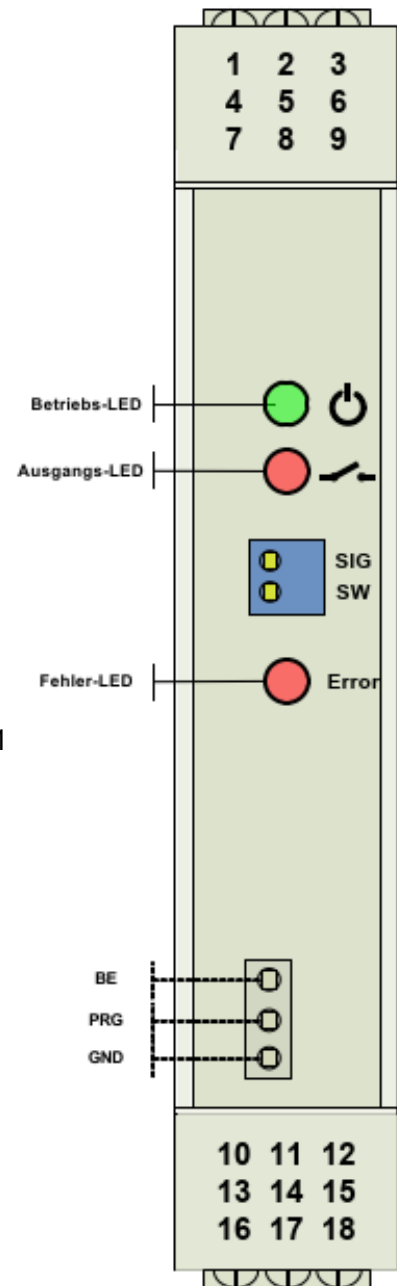 1 2 3
4 5 6
7 8 9
Betriebs-LED
Ausgangs-LED
SIG
SW
Fehler-LED
Error
BE
PRG
GND
10 11 12
13 14 15
16 17 18